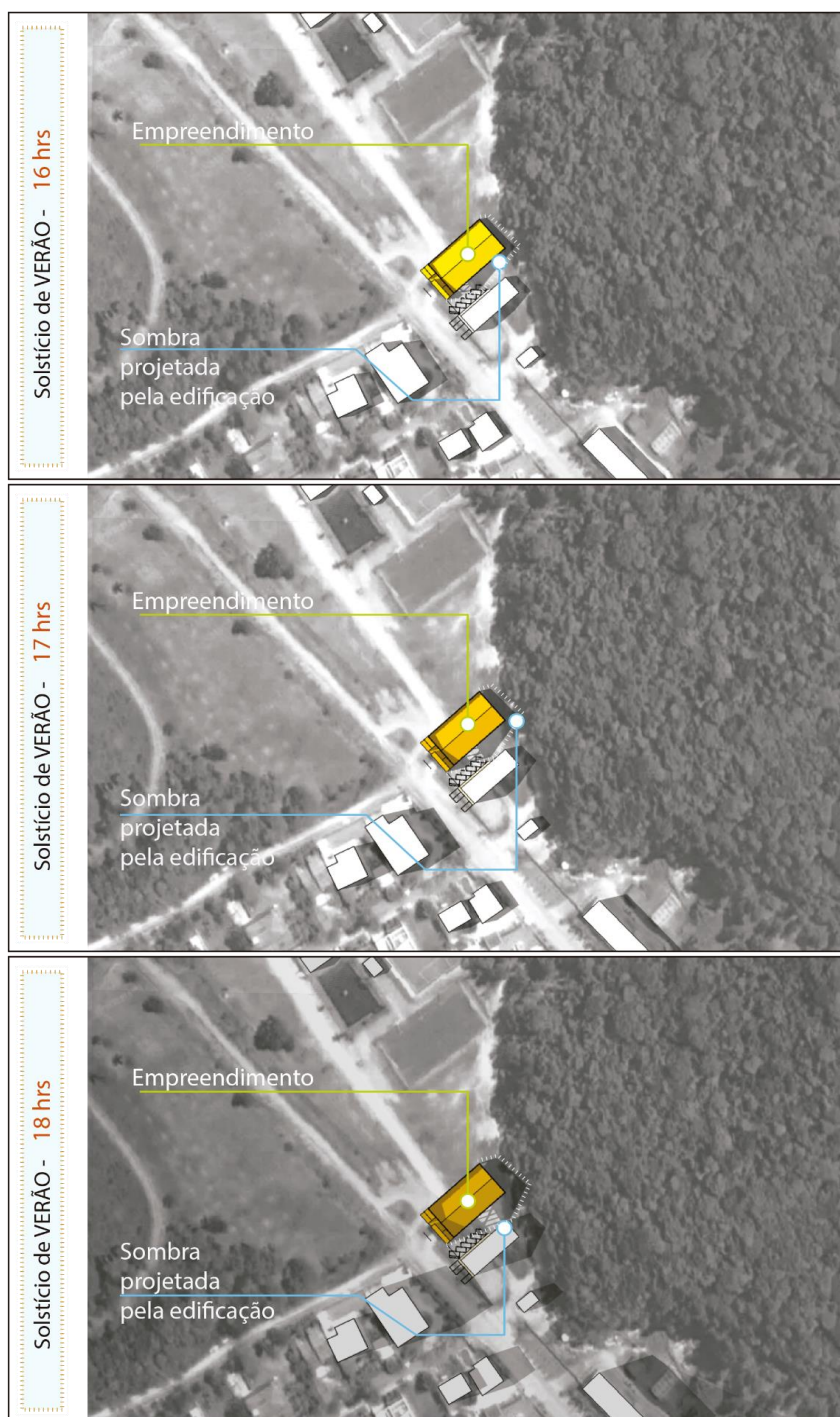 Solstício de VERÃO - 16 hrs
Empreendimento
Sombra
projetada
pela edificação
Solstício de VERÃO - 17 hrs
Empreendimento
Sombra
projetada
pela edificação
Solstício de VERÃO - 18 hrs
Empreendimento
Sombra
projetada
pela edificação